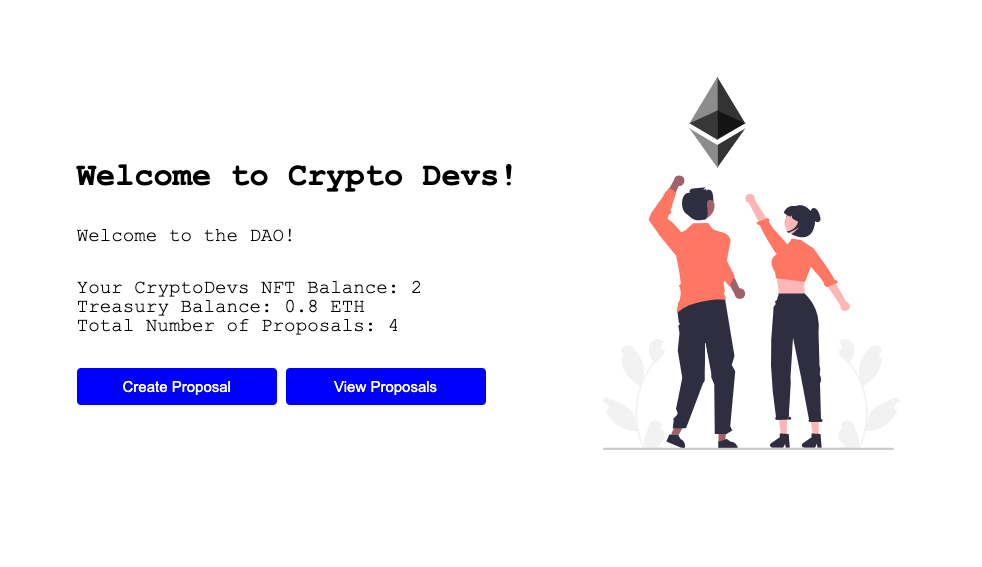 Welcome to Crypto Devs!
Welcome to the DAO!
Your CryptoDevs NFT Balance: 2
Treasury Balance: 0.8 ETH
Total Number of Proposals: 4
Create Proposal
View Proposals